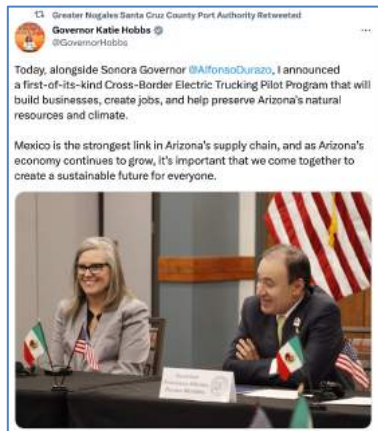 Greater Nogales Santa Cruz County Port Authority Retweeted
Governor Katie Hobbs
@GovernorHobbs
Today, alongside Sonora Governor @AlfonsoDurazo, I announced
a first-of-its-kind Cross-Border Electric Trucking Pilot Program that will
build businesses, create jobs, and help preserve Arizona's natural
resources and climate.
Mexico is the strongest link in Arizona's supply chain, and as Arizona's
economy continues to grow, it's important that we come together to
create a sustainable future for everyone.